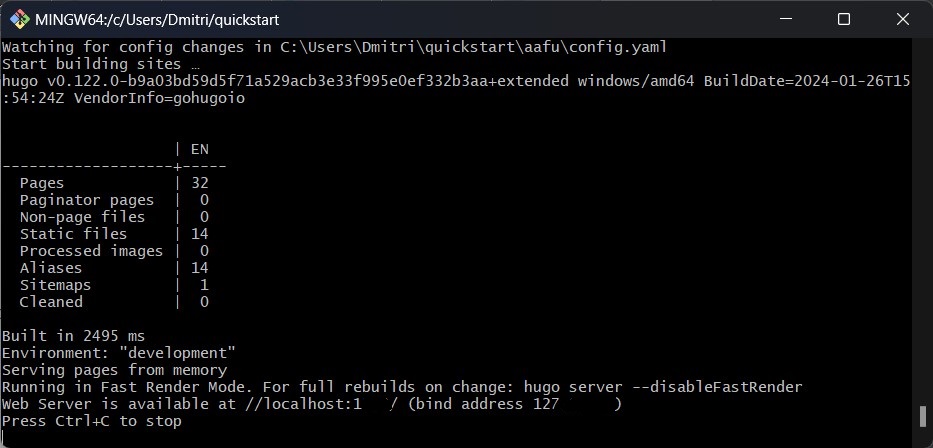 MINGW64:/c/Users/Dmitri/quickstart
Watching for config changes in C:\Users\Dmitri\quickstart\aafu\config.yaml
Start building sites …
hugo v0.122.0-b9a03bd59d5f71a529acb3e33f995e0ef332b3aa+extended windows/amd64 BuildDate=2024-01-26T15
:54:24Z VendorInfo=gohugoio
| EN
-------------------+-----
Pages | 32
Paginator pages | 0
Non-page files | 0
Static files | 14
Processed images | 0
Aliases | 14
Sitemaps | 1
Cleaned | 0
Built in 2495 ms
Environment: "development"
Serving pages from memory
Running in Fast Render Mode. For full rebuilds on change: hugo server --disableFastRender
Web Server is available at //localhost:1 / (bind address 127 )
Press Ctrl+C to stop